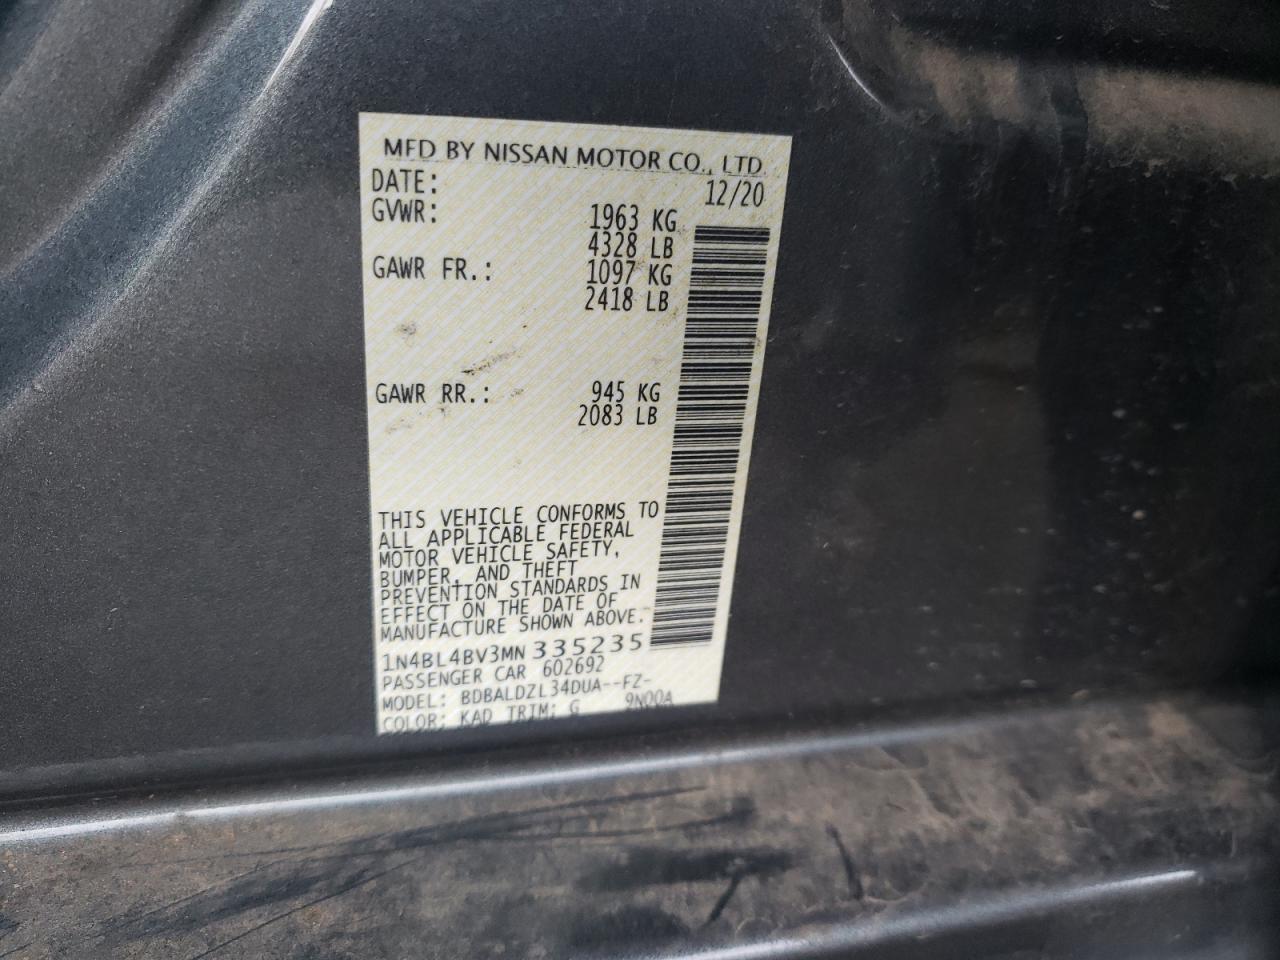 MFD BY NISSAN MOTOR CO., LTD.
DATE: 12/20
GVWR: 1963 KG
4328 LB
GAWR FR.: 1097 KG
2418 LB
GAWR RR.: 945 KG
2083 LB
THIS VEHICLE CONFORMS TO
ALL APPLICABLE FEDERAL
MOTOR VEHICLE SAFETY,
BUMPER, AND THEFT
PREVENTION STANDARDS IN
EFFECT ON THE DATE OF
MANUFACTURE SHOWN ABOVE.
1N4BL4BV3MN335235
PASSENGER CAR 602692
MODEL: BDBALDZL34DUA--FZ-
COLOR: KAD TRIM: G 9N00A